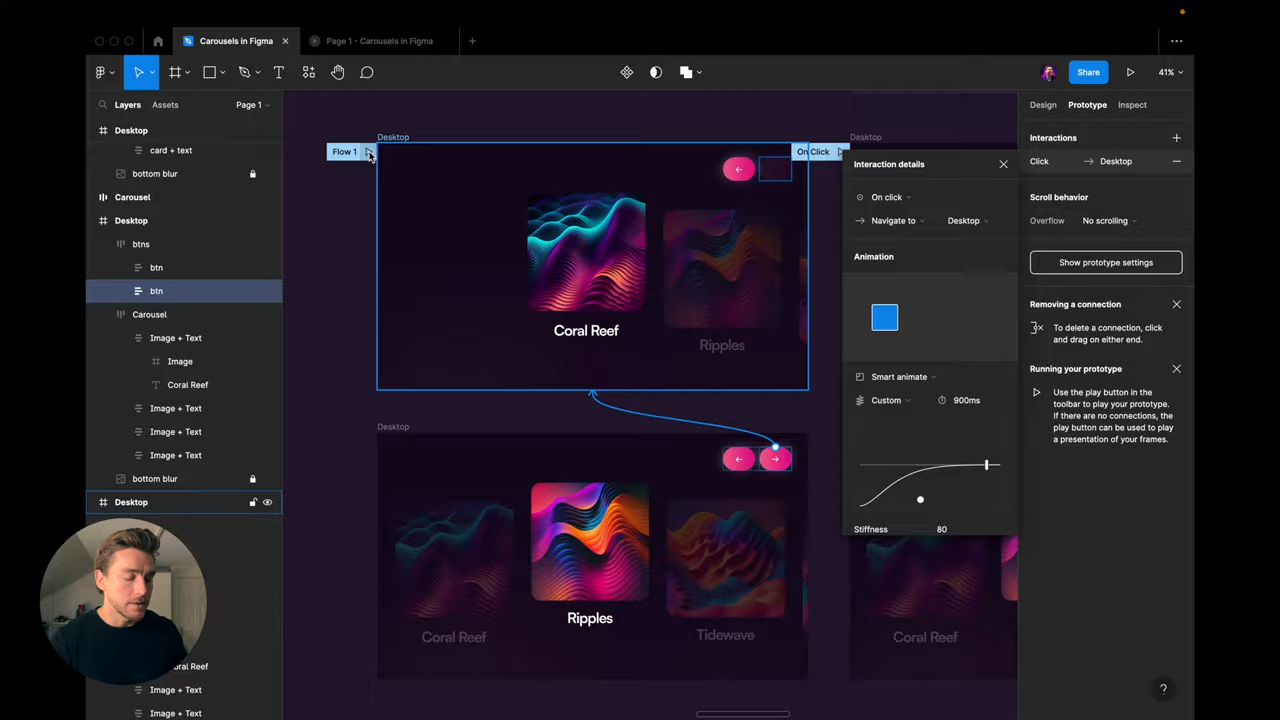 Carousels in Figma
Page 1 - Carousels in Figma
Share
41%
Layers
Assets
Page 1
Desktop
card + text
bottom blur
Carousel
Desktop
btns
btn
btn
Carousel
Image + Text
Image
Coral Reef
Image + Text
Image + Text
Image + Text
bottom blur
Desktop
oral Reef
Image + Text
Image + Text
Desktop
Flow 1
On Click
Coral Reef
Ripples
Desktop
Coral Reef
Ripples
Tidewave
Desktop
Coral Reef
Interaction details
On click
Navigate to
Desktop
Animation
Smart animate
Custom
900ms
Stiffness
80
Design
Prototype
Inspect
Interactions
Click
Desktop
Scroll behavior
Overflow
No scrolling
Show prototype settings
Removing a connection
To delete a connection, click
and drag on either end.
Running your prototype
Use the play button in the
toolbar to play your prototype.
If there are no connections, the
play button can be used to play
a presentation of your frames.
?